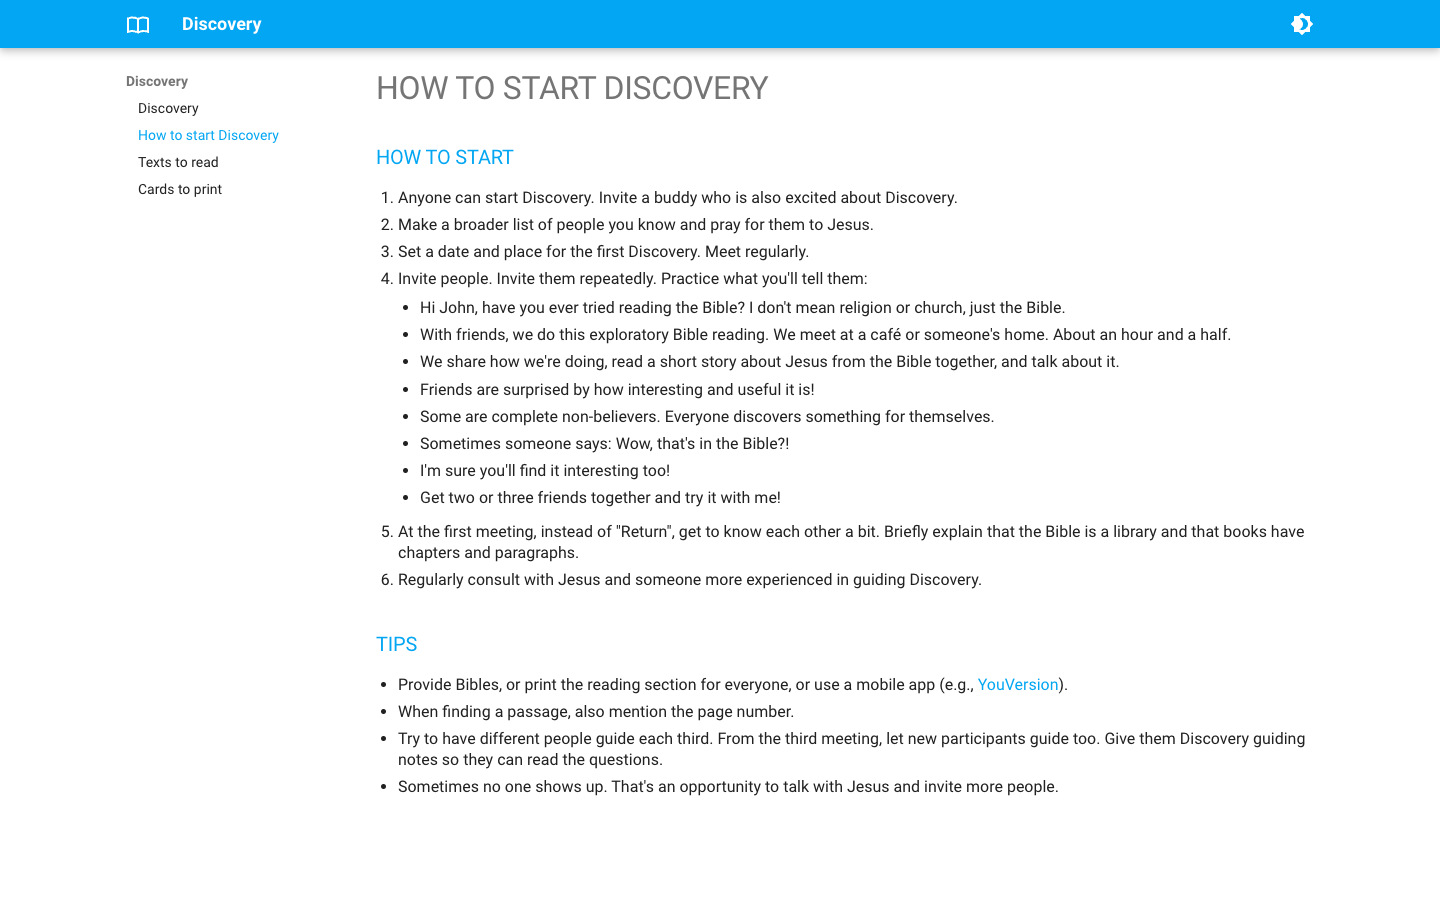 Discovery
Discovery
Discovery
How to start Discovery
Texts to read
Cards to print
HOW TO START DISCOVERY
HOW TO START
1. Anyone can start Discovery. Invite a buddy who is also excited about Discovery.
2. Make a broader list of people you know and pray for them to Jesus.
3. Set a date and place for the first Discovery. Meet regularly.
4. Invite people. Invite them repeatedly. Practice what you'll tell them:
• Hi John, have you ever tried reading the Bible? I don't mean religion or church, just the Bible.
• With friends, we do this exploratory Bible reading. We meet at a café or someone's home. About an hour and a half.
• We share how we're doing, read a short story about Jesus from the Bible together, and talk about it.
• Friends are surprised by how interesting and useful it is!
• Some are complete non-believers. Everyone discovers something for themselves.
• Sometimes someone says: Wow, that's in the Bible?!
• I'm sure you'll find it interesting too!
• Get two or three friends together and try it with me!
5. At the first meeting, instead of "Return", get to know each other a bit. Briefly explain that the Bible is a library and that books have
chapters and paragraphs.
6. Regularly consult with Jesus and someone more experienced in guiding Discovery.
TIPS
• Provide Bibles, or print the reading section for everyone, or use a mobile app (e.g., YouVersion).
• When finding a passage, also mention the page number.
• Try to have different people guide each third. From the third meeting, let new participants guide too. Give them Discovery guiding
notes so they can read the questions.
• Sometimes no one shows up. That's an opportunity to talk with Jesus and invite more people.